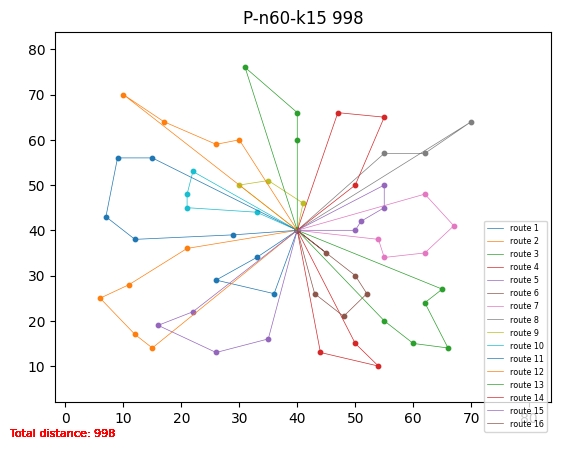 P-n60-k15 998
80
70
60
50
40
30
20
10
0 10 20 30 40 50 60 70 80
route 1
route 2
route 3
route 4
route 5
route 6
route 7
route 8
route 9
route 10
route 11
route 12
route 13
route 14
route 15
route 16
Total distance: 998